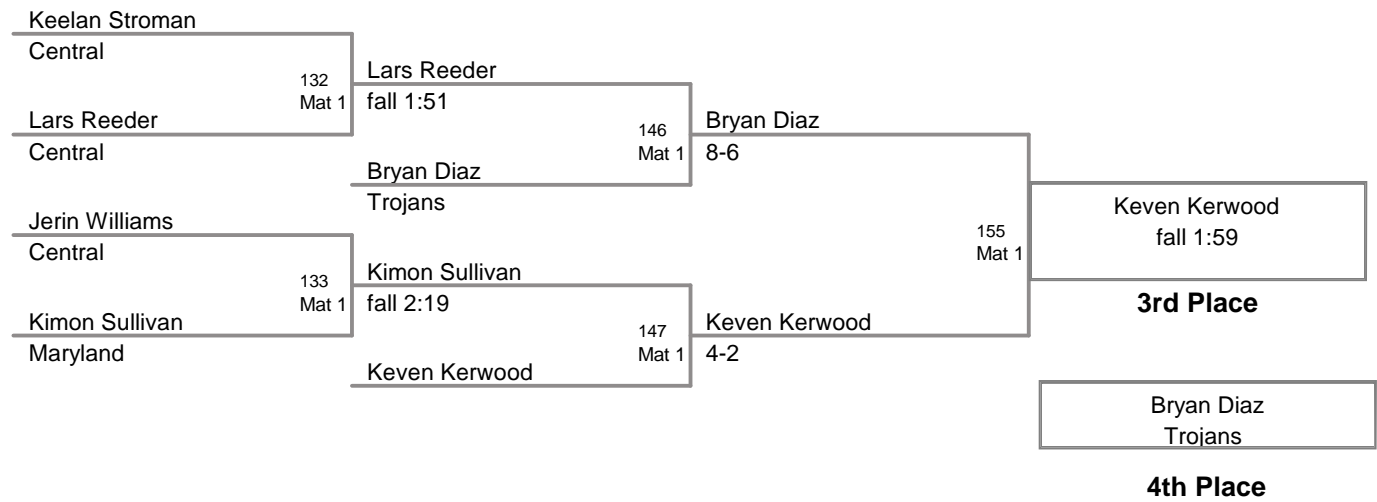 Keelan Stroman
Central
132
Mat 1
Lars Reeder
fall 1:51
Lars Reeder
Central
146
Mat 1
Bryan Diaz
8-6
Bryan Diaz
Trojans
Jerin Williams
Central
133
Mat 1
Kimon Sullivan
fall 2:19
Kimon Sullivan
Maryland
147
Mat 1
Keven Kerwood
4-2
Keven Kerwood
155
Mat 1
Keven Kerwood
fall 1:59
3rd Place
Bryan Diaz
Trojans
4th Place